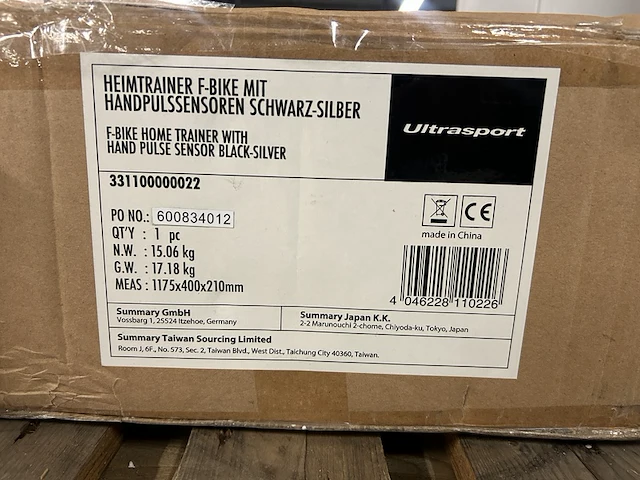 HEIMTRAINER F-BIKE MIT
HANDPULSSENSOREN SCHWARZ-SILBER
F-BIKE HOME TRAINER WITH
HAND PULSE SENSOR BLACK-SILVER
Ultrasport
331100000022
PO NO.: 600834012
QT'Y : 1 pc
N.W. : 15.06 kg
G.W. : 17.18 kg
MEAS : 1175x400x210mm
CE
made in China
4 046228 110226
Summary GmbH
Vossbarg 1, 25524 Itzehoe, Germany
Summary Japan K.K.
2-2 Marunouchi 2-chome, Chiyoda-ku, Tokyo, Japan
Summary Taiwan Sourcing Limited
Room J, 6F., No. 573, Sec. 2, Taiwan Blvd., West Dist., Taichung City 40360, Taiwan.